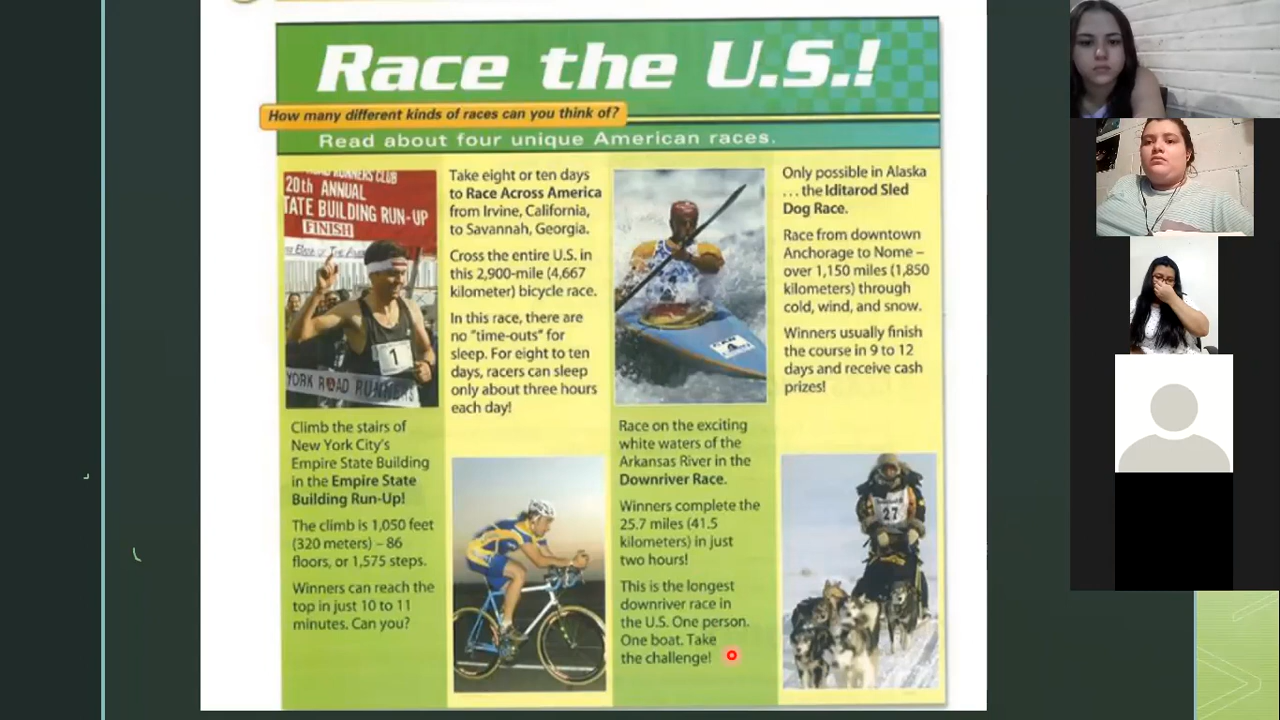 Race the U.S.!
How many different kinds of races can you think of?
Read about four unique American races.
20th ANNUAL
TATE BUILDING RUN-UP
FINISH
1
YORK ROAD RUNNERS
Climb the stairs of
New York City's
Empire State Building
in the Empire State
Building Run-Up!
The climb is 1,050 feet
(320 meters) – 86
floors, or 1,575 steps.
Winners can reach the
top in just 10 to 11
minutes. Can you?
Take eight or ten days
to Race Across America
from Irvine, California,
to Savannah, Georgia.
Cross the entire U.S. in
this 2,900-mile (4,667
kilometer) bicycle race.
In this race, there are
no "time-outs" for
sleep. For eight to ten
days, racers can sleep
only about three hours
each day!
Race on the exciting
white waters of the
Arkansas River in the
Downriver Race.
Winners complete the
25.7 miles (41.5
kilometers) in just
two hours!
This is the longest
downriver race in
the U.S. One person.
One boat. Take
the challenge!
Only possible in Alaska
... the Iditarod Sled
Dog Race.
Race from downtown
Anchorage to Nome –
over 1,150 miles (1,850
kilometers) through
cold, wind, and snow.
Winners usually finish
the course in 9 to 12
days and receive cash
prizes!
27